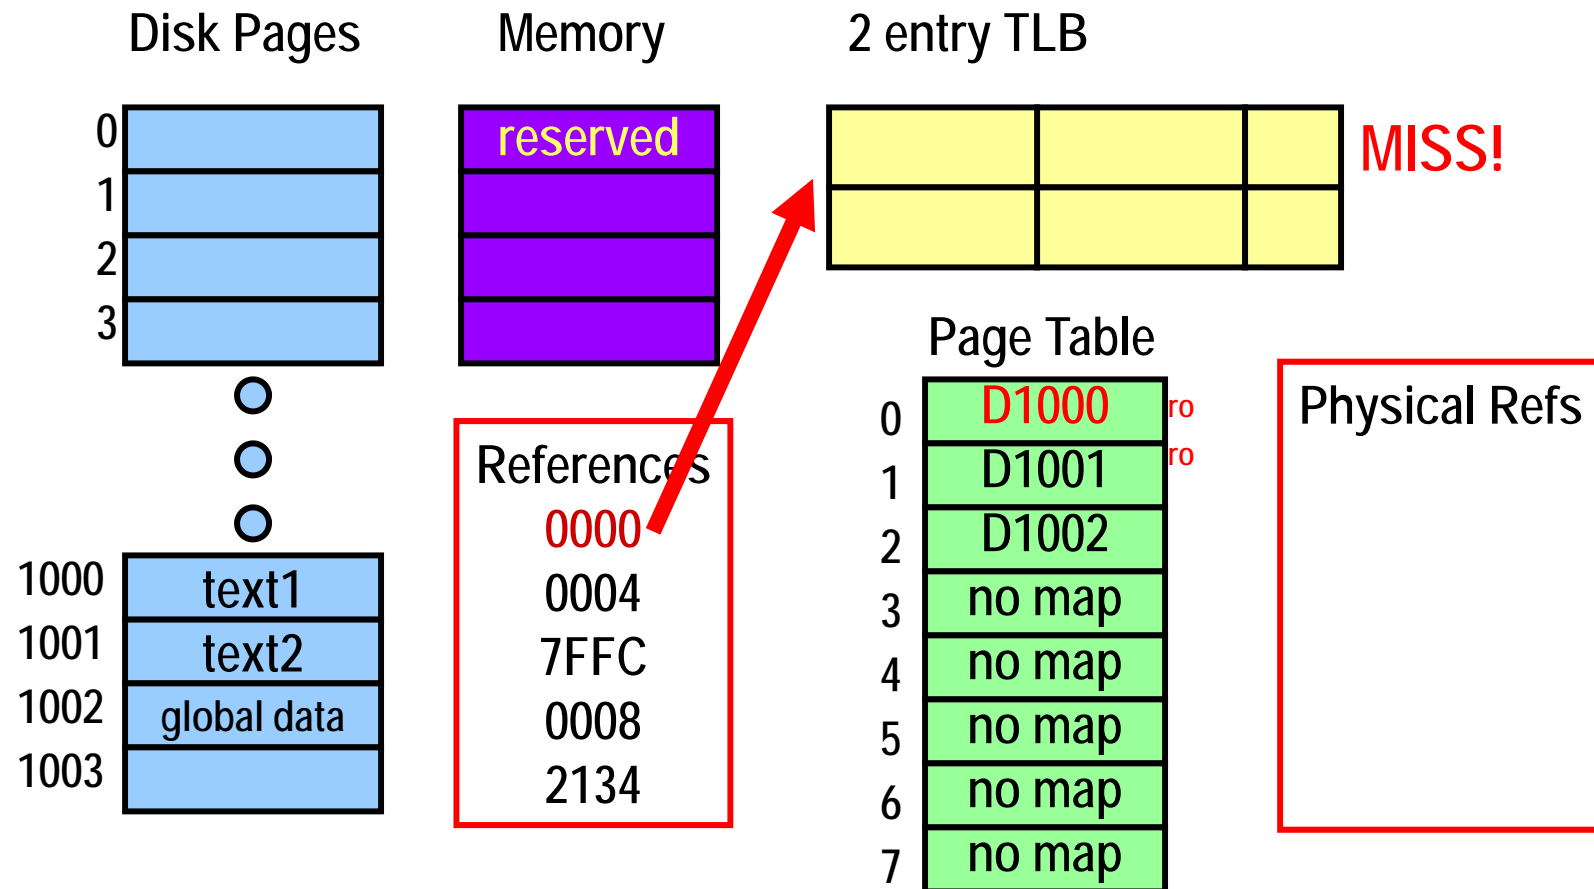 Disk Pages
Memory
2 entry TLB
0
1
2
3
reserved
MISS!
1000 text1
1001 text2
1002 global data
1003
References
0000
0004
7FFC
0008
2134
Page Table
0 D1000 ro
1 D1001 ro
2 D1002
3 no map
4 no map
5 no map
6 no map
7 no map
Physical Refs